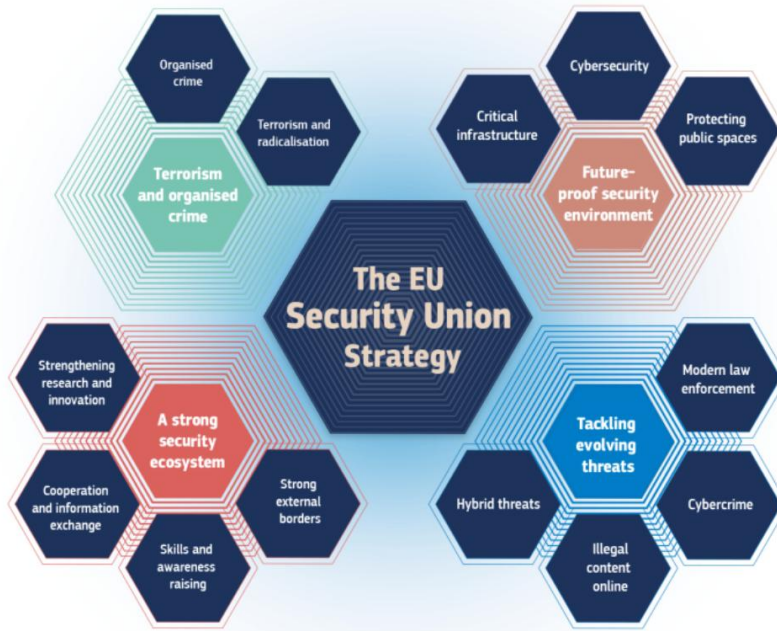 Organised
crime
Terrorism and
radicalisation
Terrorism
and organised
crime
Cybersecurity
Critical
infrastructure
Protecting
public spaces
Future-
proof security
environment
The EU
Security Union
Strategy
Strengthening
research and
innovation
A strong
security
ecosystem
Cooperation
and information
exchange
Strong
external
borders
Skills and
awareness
raising
Modern law
enforcement
Tackling
evolving
threats
Hybrid threats
Cybercrime
Illegal
content
online